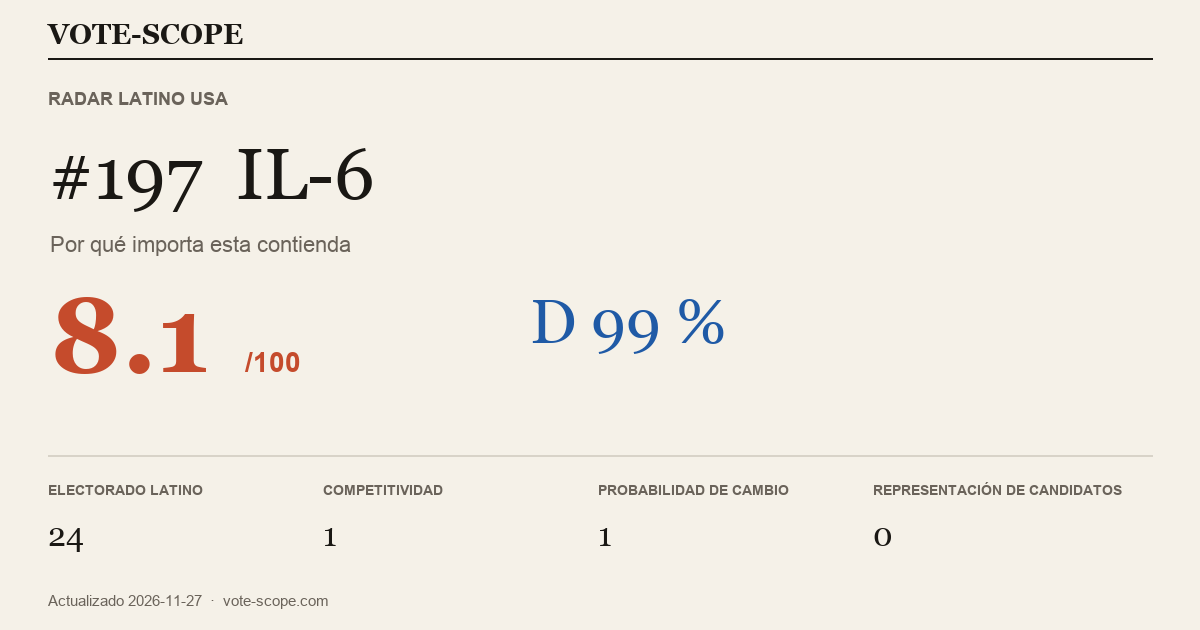 VOTE-SCOPE
RADAR LATINO USA
#197 IL-6
Por qué importa esta contienda
8.1 /100 D 99 %
ELECTORADO LATINO COMPETITIVIDAD PROBABILIDAD DE CAMBIO REPRESENTACIÓN DE CANDIDATOS
24 1 1 0
Actualizado 2026-11-27 · vote-scope.com